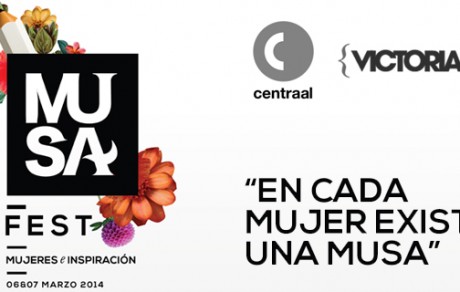 MU
SA
FEST
MUJERES e INSPIRACIÓN
06&07 MARZO 2014
centraal
{VICTORIA
“EN CADA
MUJER EXIST
UNA MUSA”